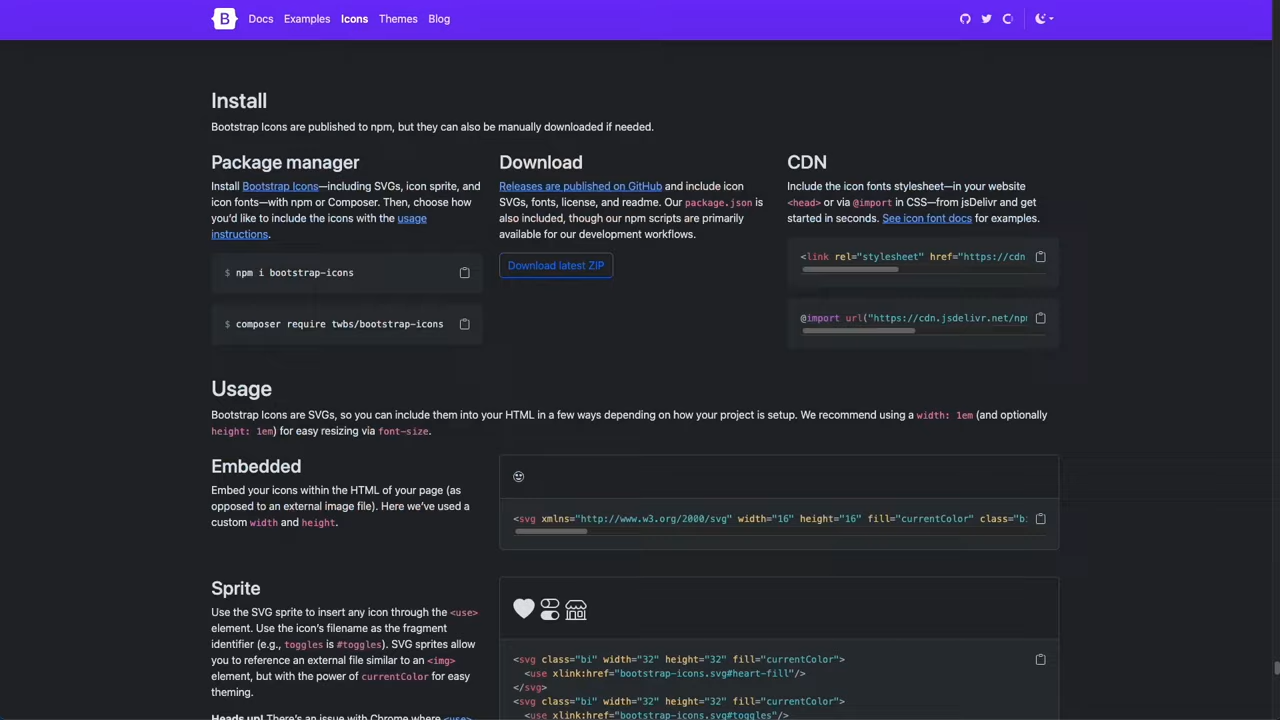 B Docs Examples Icons Themes Blog
Install
Bootstrap Icons are published to npm, but they can also be manually downloaded if needed.
Package manager
Install Bootstrap Icons—including SVGs, icon sprite, and
icon fonts—with npm or Composer. Then, choose how
you’d like to include the icons with the usage
instructions.
$ npm i bootstrap-icons
$ composer require twbs/bootstrap-icons
Download
Releases are published on GitHub and include icon
SVGs, fonts, license, and readme. Our package.json is
also included, though our npm scripts are primarily
available for our development workflows.
Download latest ZIP
CDN
Include the icon fonts stylesheet—in your website
<head> or via @import in CSS—from jsDelivr and get
started in seconds. See icon font docs for examples.
<link rel="stylesheet" href="https://cdn
@import url("https://cdn.jsdelivr.net/npm
Usage
Bootstrap Icons are SVGs, so you can include them into your HTML in a few ways depending on how your project is setup. We recommend using a width: 1em (and optionally
height: 1em) for easy resizing via font-size.
Embedded
Embed your icons within the HTML of your page (as
opposed to an external image file). Here we’ve used a
custom width and height.
<svg xmlns="http://www.w3.org/2000/svg" width="16" height="16" fill="currentColor" class="bi
Sprite
Use the SVG sprite to insert any icon through the <use>
element. Use the icon’s filename as the fragment
identifier (e.g., toggles is #toggles). SVG sprites allow
you to reference an external file similar to an <img>
element, but with the power of currentColor for easy
theming.
Heads up! There’s an issue with Chrome where <use>
<svg class="bi" width="32" height="32" fill="currentColor">
<use xlink:href="bootstrap-icons.svg#heart-fill"/>
</svg>
<svg class="bi" width="32" height="32" fill="currentColor">
<use xlink:href="bootstrap-icons.svg#toggles"/>